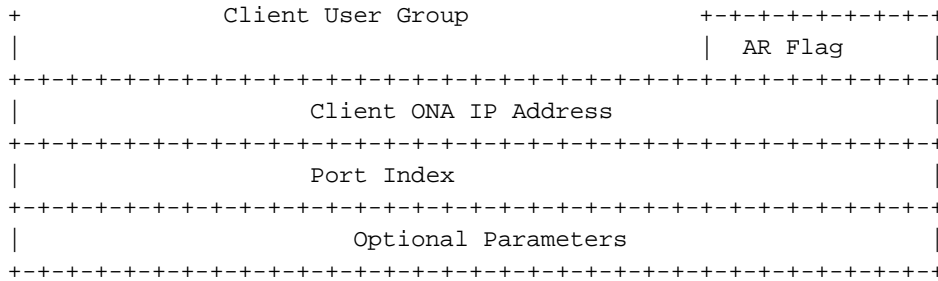 + Client User Group +-+-+-+-+-+-+-+-+
| | AR Flag |
+-+-+-+-+-+-+-+-+-+-+-+-+-+-+-+-+-+-+-+-+-+-+-+-+-+-+-+-+-+-+-+-+
| Client ONA IP Address |
+-+-+-+-+-+-+-+-+-+-+-+-+-+-+-+-+-+-+-+-+-+-+-+-+-+-+-+-+-+-+-+-+
| Port Index |
+-+-+-+-+-+-+-+-+-+-+-+-+-+-+-+-+-+-+-+-+-+-+-+-+-+-+-+-+-+-+-+-+
| Optional Parameters |
+-+-+-+-+-+-+-+-+-+-+-+-+-+-+-+-+-+-+-+-+-+-+-+-+-+-+-+-+-+-+-+-+